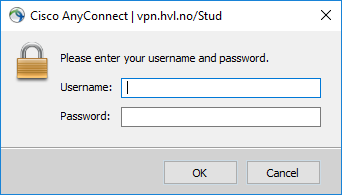 Cisco AnyConnect | vpn.hvl.no/Stud
Please enter your username and password.
Username:
Password:
OK Cancel